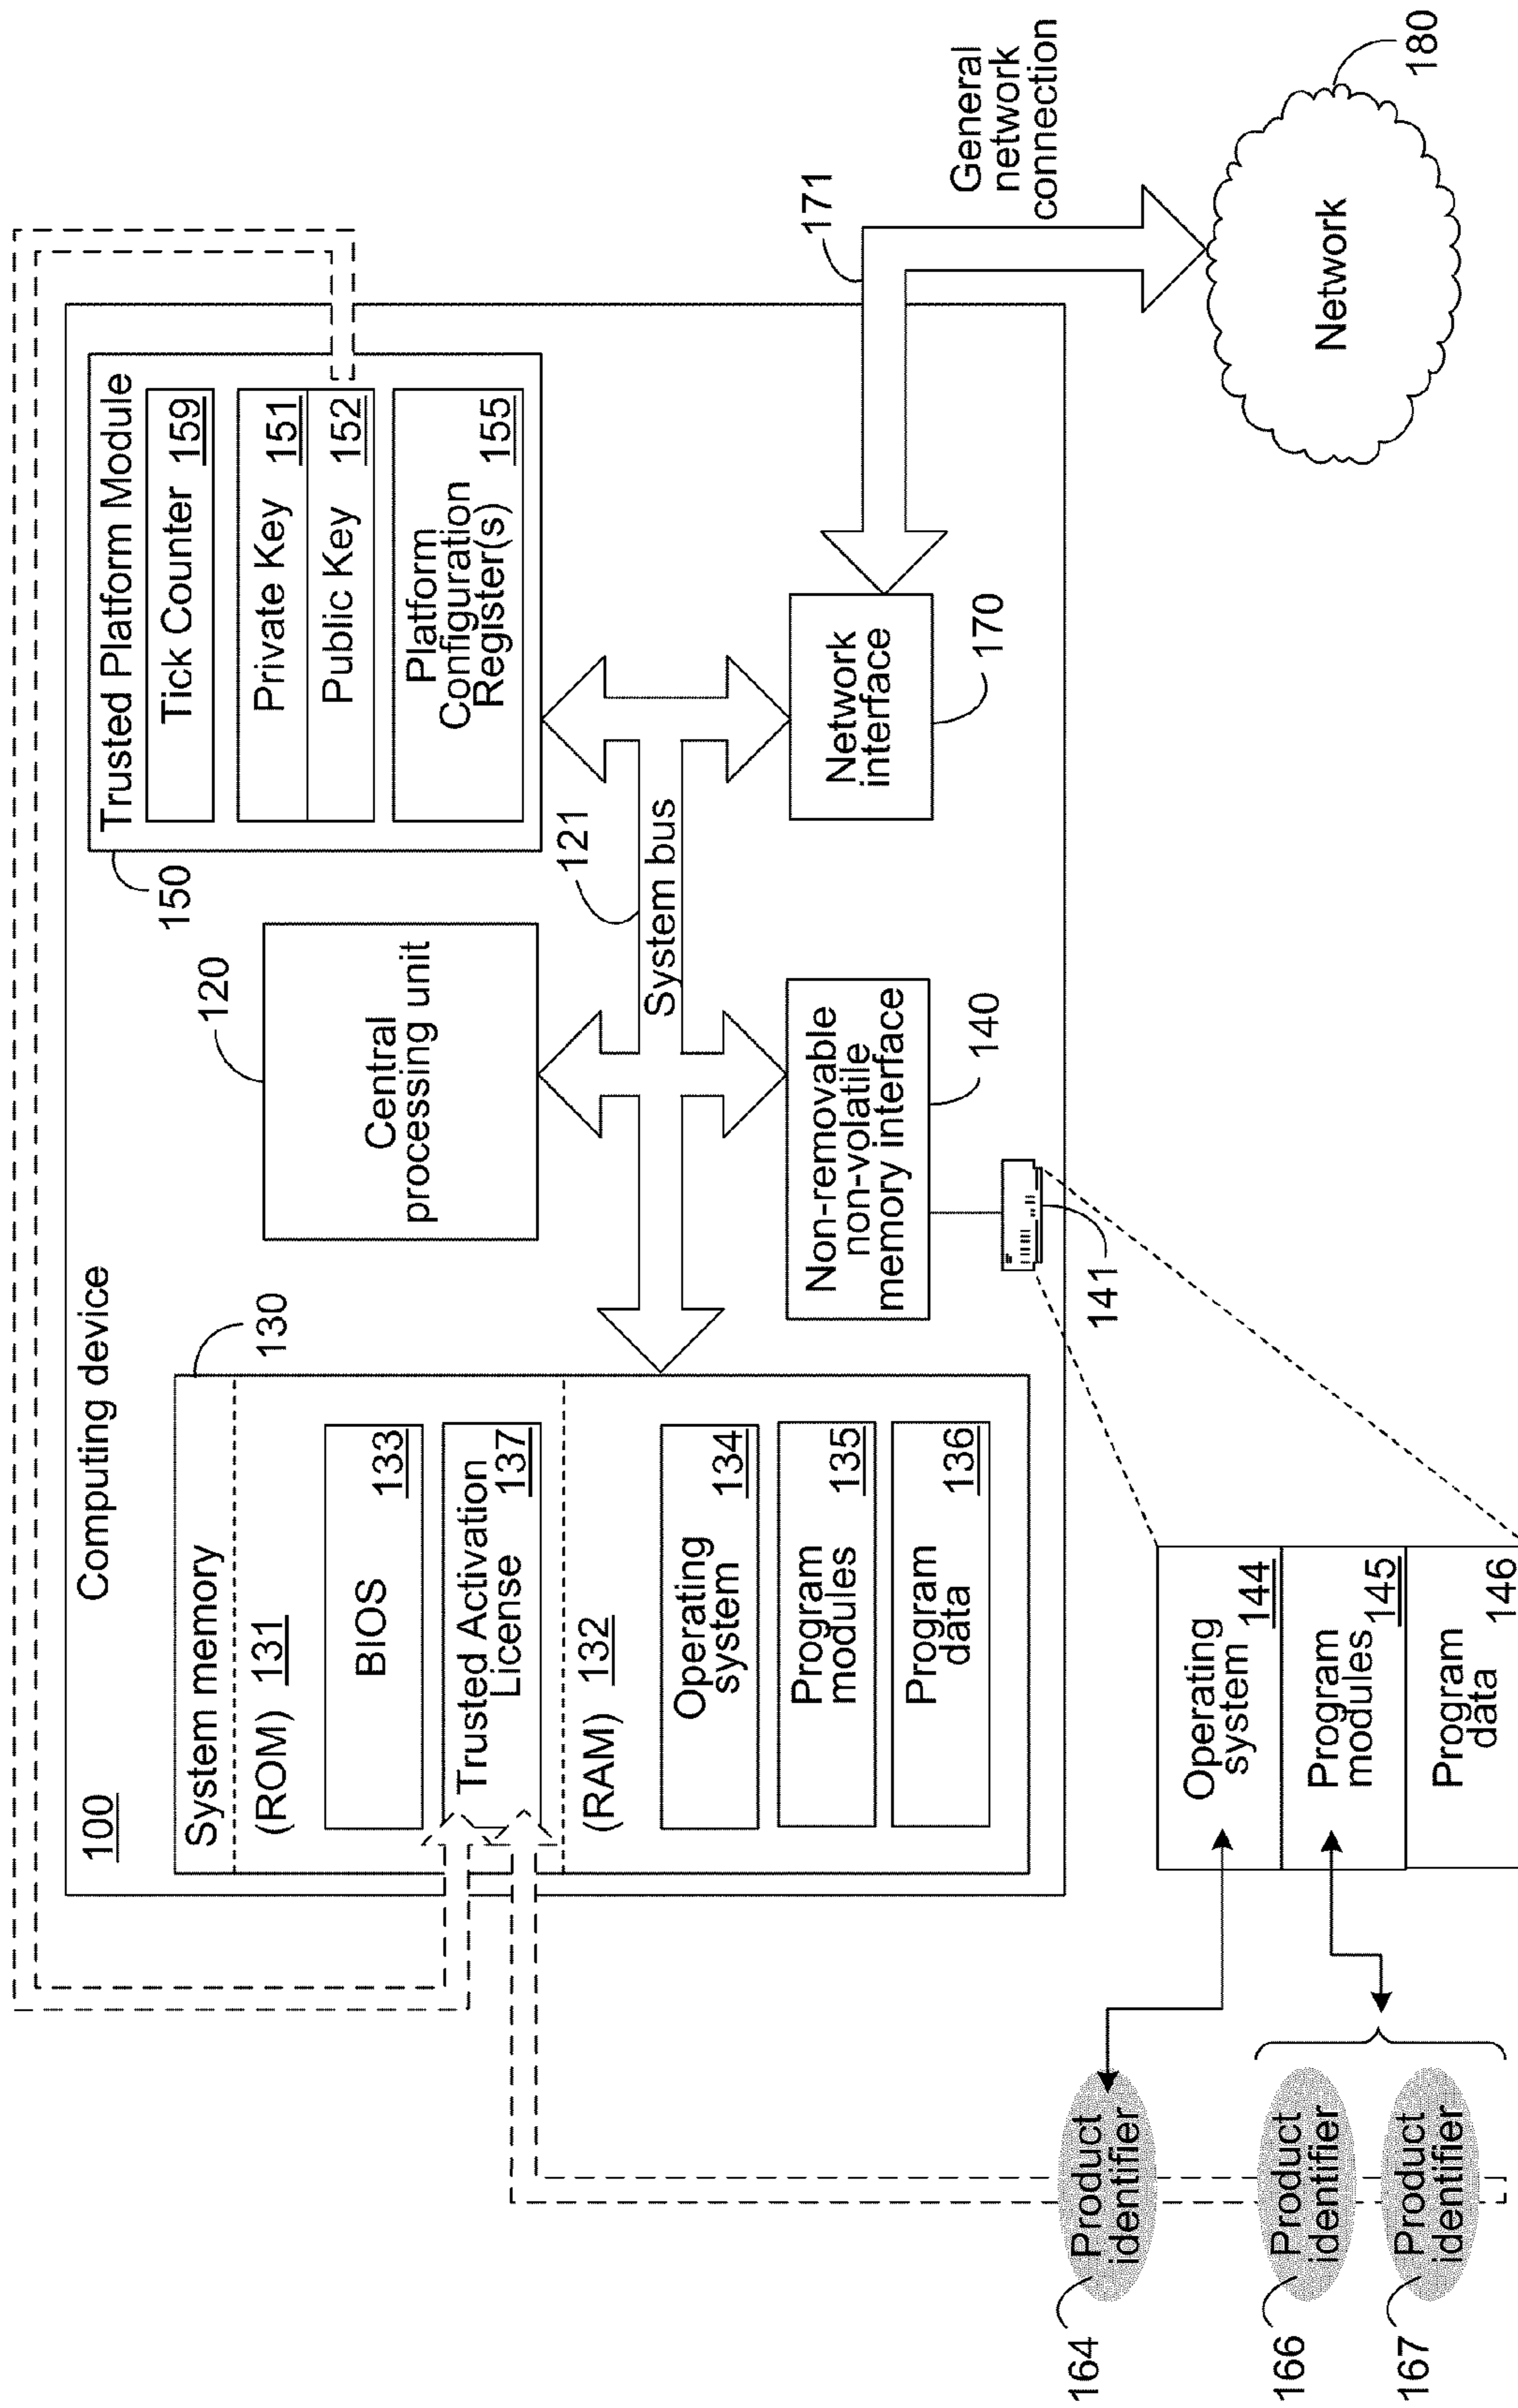 100
Computing device
System memory
(ROM) 131
BIOS
133
Trusted Activation
License 137
(RAM) 132
Operating
system 134
Program
modules 135
Program
data 136
130
120
Central
processing unit
150
Trusted Platform Module
Tick Counter 159
Private Key 151
Public Key 152
Platform
Configuration
Register(s) 155
121
System bus
Non-removable
non-volatile
memory interface
140
141
Network
interface
170
171
General
network
connection
Network
180
Operating
system 144
Program
modules 145
Program
data 146
Product
identifier
164
Product
identifier
166
Product
identifier
167